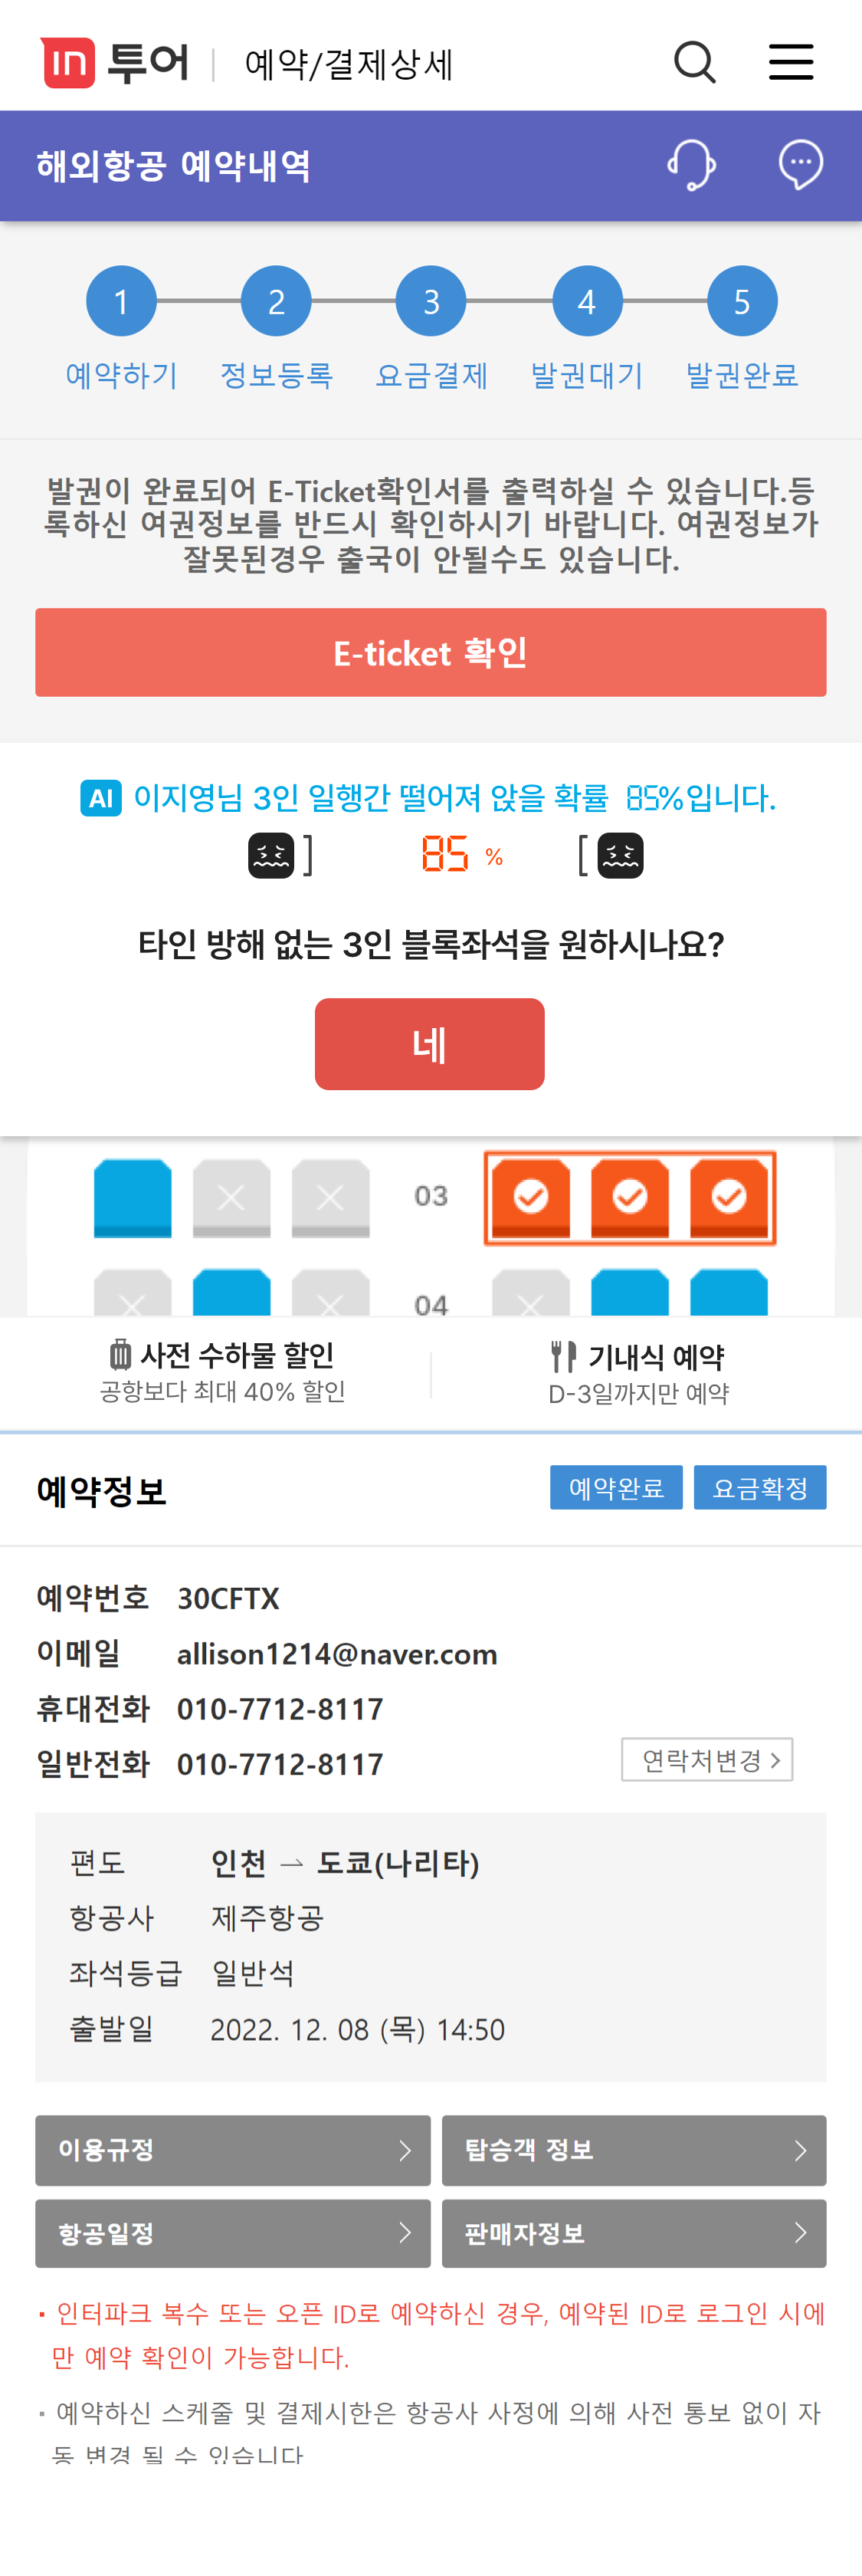 in 투어 | 예약/결제상세
해외항공 예약내역
1 2 3 4 5
예약하기 정보등록 요금결제 발권대기 발권완료
발권이 완료되어 E-Ticket확인서를 출력하실 수 있습니다.등
록하신 여권정보를 반드시 확인하시기 바랍니다. 여권정보가
잘못된경우 출국이 안될수도 있습니다.
E-ticket 확인
AI 이지영님 3인 일행간 떨어져 앉을 확률 85%입니다.
] 85 % [
타인 방해 없는 3인 블록좌석을 원하시나요?
네
03
04
사전 수하물 할인
공항보다 최대 40% 할인
기내식 예약
D-3일까지만 예약
예약정보 예약완료 요금확정
예약번호 30CFTX
이메일 allison1214@naver.com
휴대전화 010-7712-8117
일반전화 010-7712-8117 연락처변경 >
편도 인천 → 도쿄(나리타)
항공사 제주항공
좌석등급 일반석
출발일 2022. 12. 08 (목) 14:50
이용규정 탑승객 정보
항공일정 판매자정보
· 인터파크 복수 또는 오픈 ID로 예약하신 경우, 예약된 ID로 로그인 시에
만 예약 확인이 가능합니다.
· 예약하신 스케줄 및 결제시한은 항공사 사정에 의해 사전 통보 없이 자
동 변경 될 수 있습니다